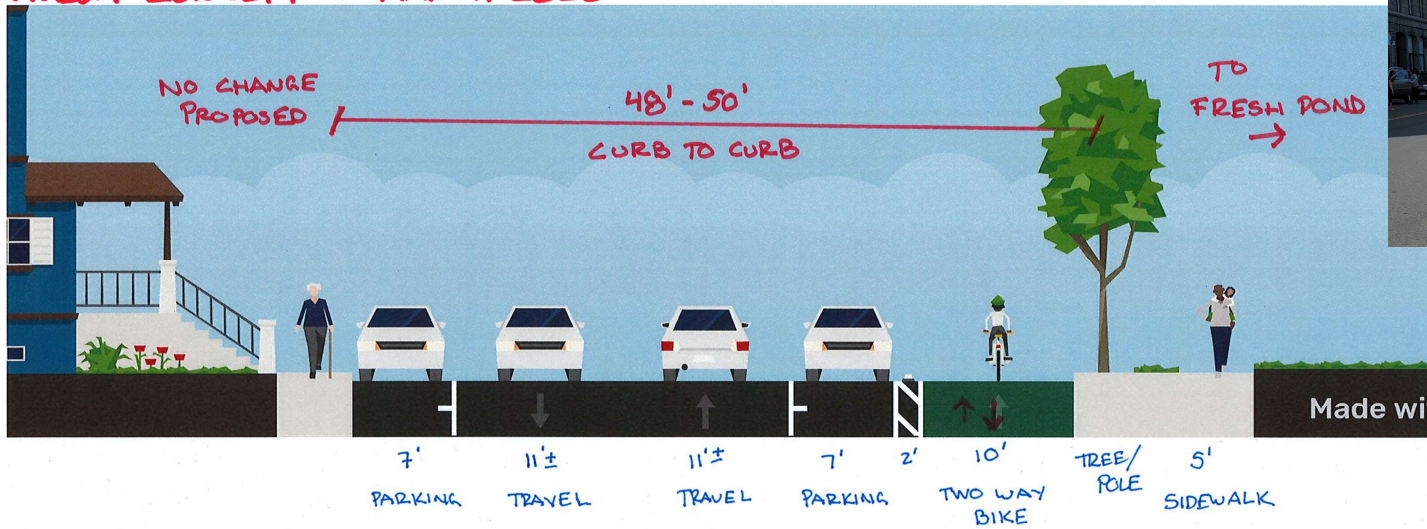 NO CHANGE
PROPOSED
48' - 50'
CURB TO CURB
TO
FRESH POND
→
Made wi
7' 11'± 11'± 7' 2' 10' TREE/ 5'
POLE
PARKING TRAVEL TRAVEL PARKING TWO WAY SIDEWALK
BIKE